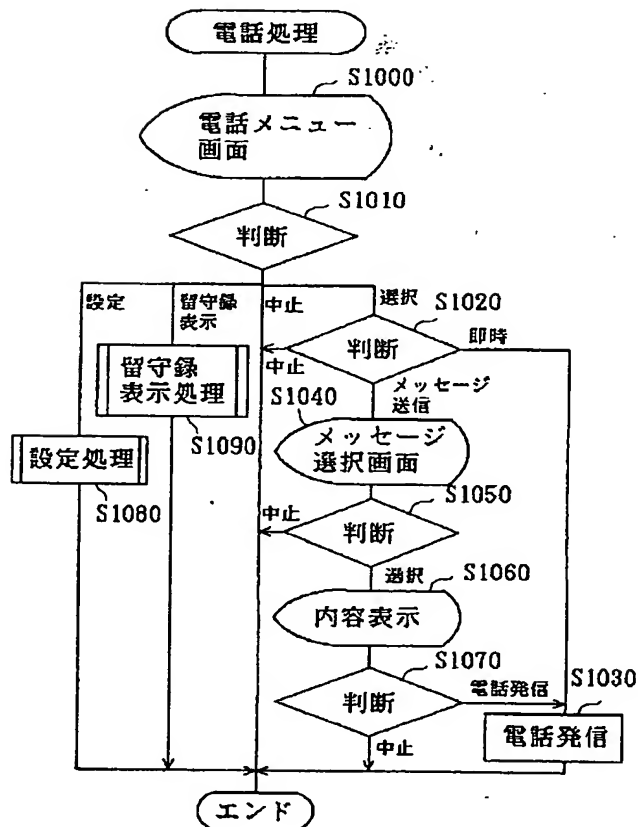 電話処理
S1000
電話メニュー
画面
S1010
判断
設定
留守録
表示
中止
選択
S1020
判断
即時
中止
留守録
表示処理
S1090
メッセージ
送信
S1040
メッセージ
選択画面
設定処理
S1080
S1050
中止
判断
選択
S1060
内容表示
S1070
判断
電話発信
S1030
電話発信
中止
エンド